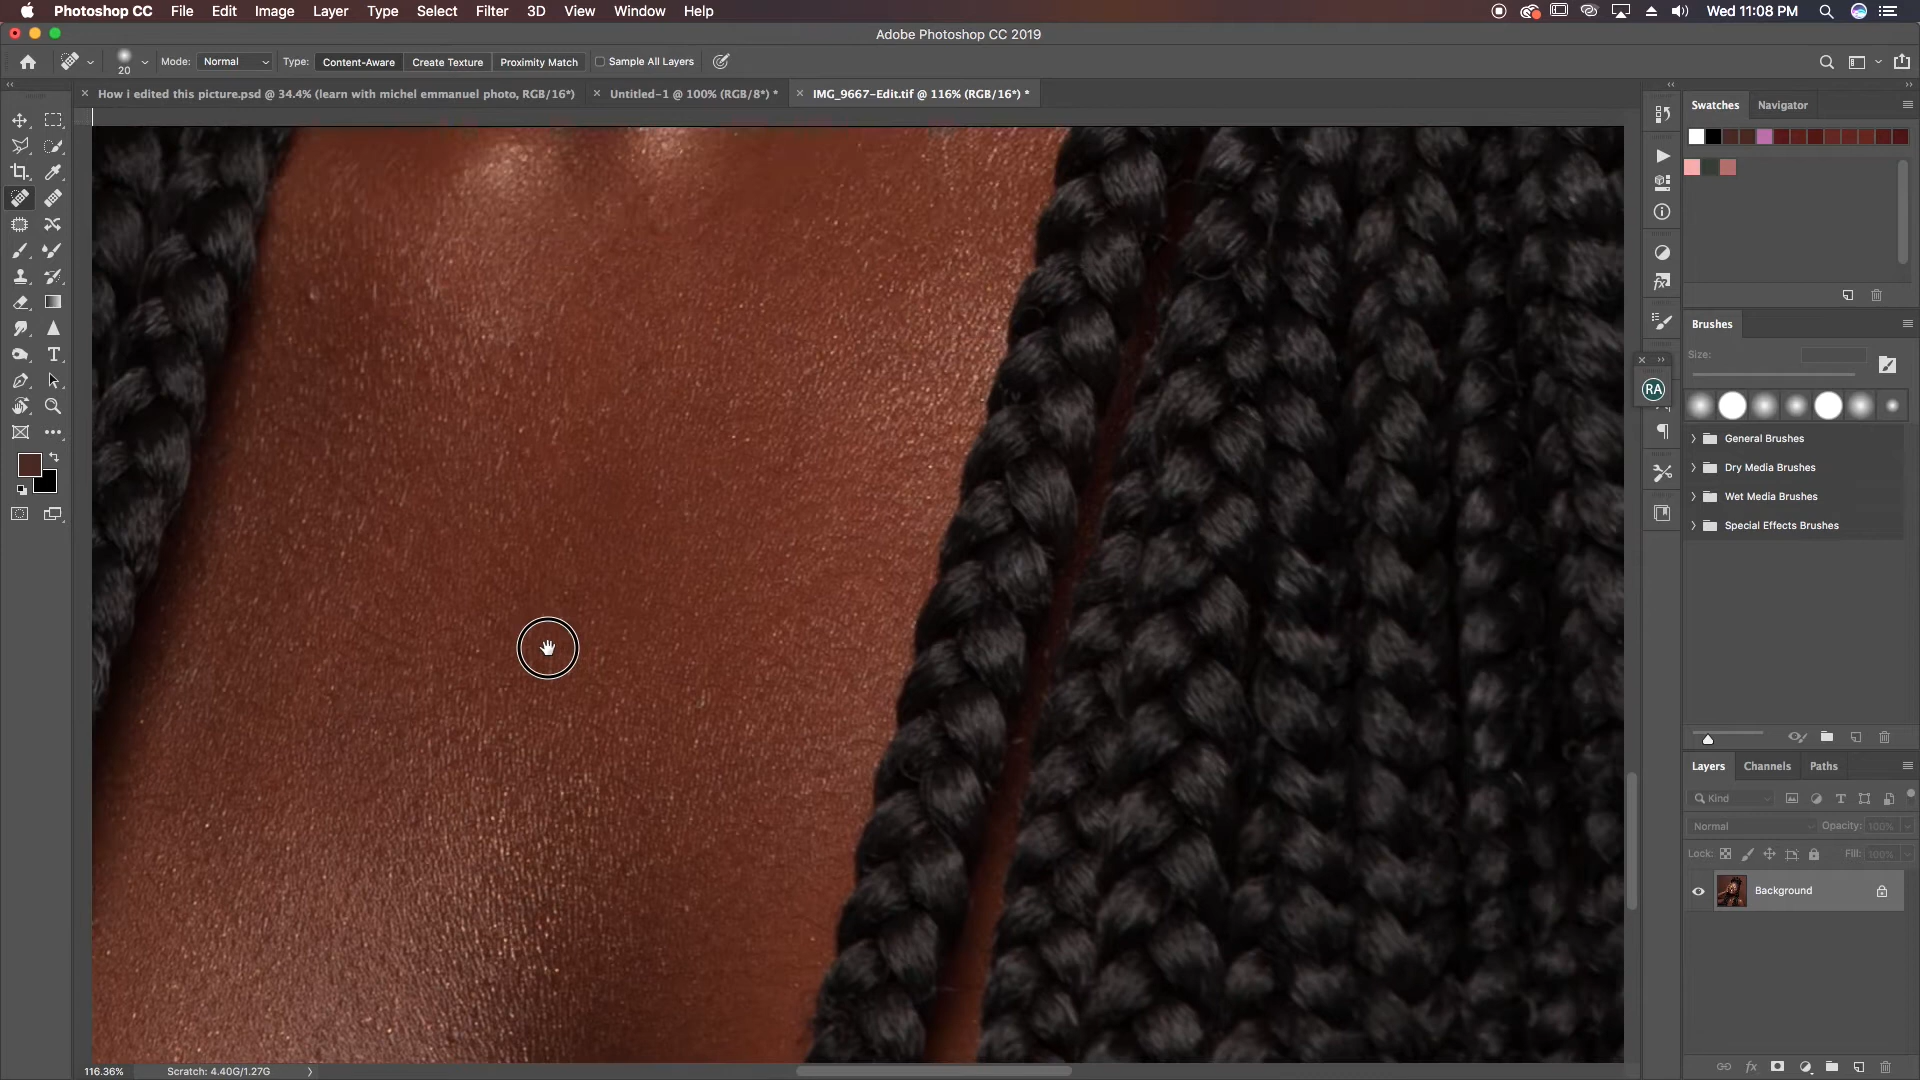 Photoshop CC File Edit Image Layer Type Select Filter 3D View Window Help Wed 11:08 PM
Adobe Photoshop CC 2019
20 Mode: Normal Type: Content-Aware Create Texture Proximity Match Sample All Layers
How i edited this picture.psd @ 34.4% (learn with michel emmanuel photo, RGB/16*) Untitled-1 @ 100% (RGB/8*) * IMG_9667-Edit.tif @ 116% (RGB/16*) *
Swatches Navigator
Brushes
Size:
RA
General Brushes
Dry Media Brushes
Wet Media Brushes
Special Effects Brushes
Layers Channels Paths
Kind
Normal Opacity: 100%
Lock: Fill: 100%
Background
116.36% Scratch: 4.40G/1.27G